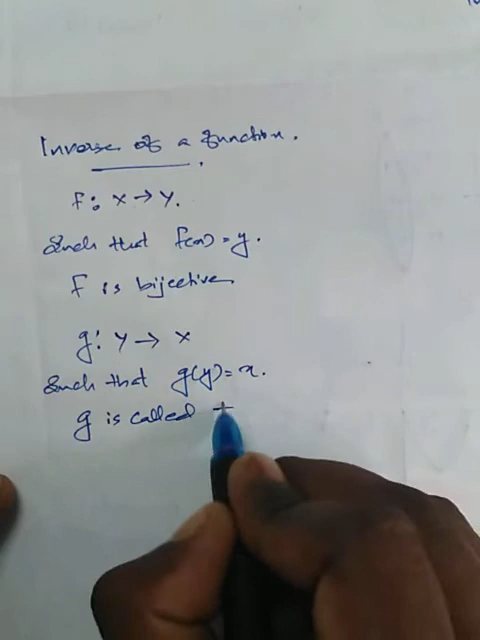 Inverse of a function.
f: X → Y.
Such that f(x) = y.
f is bijective
g: Y → X
Such that g(y) = x.
g is called